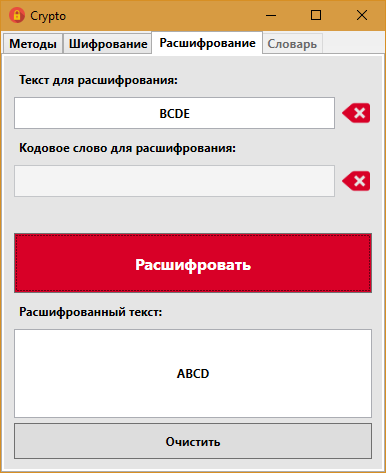 Crypto
Методы Шифрование Расшифрование Словарь
Текст для расшифрования:
BCDE
Кодовое слово для расшифрования:
Расшифровать
Расшифрованный текст:
ABCD
Очистить